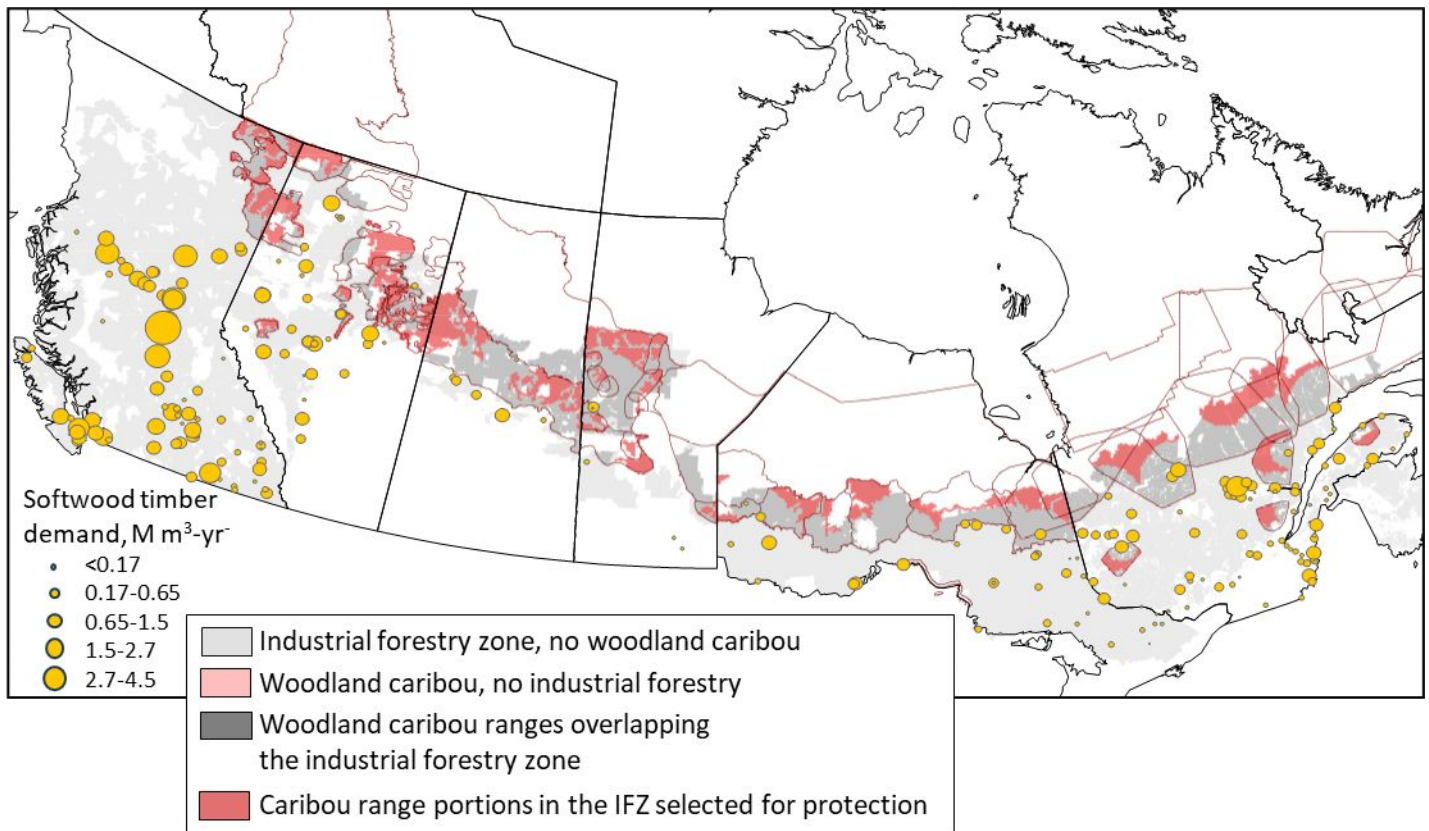 Softwood timber
demand, M m³-yr⁻
<0.17
0.17-0.65
0.65-1.5
1.5-2.7
2.7-4.5
Industrial forestry zone, no woodland caribou
Woodland caribou, no industrial forestry
Woodland caribou ranges overlapping
the industrial forestry zone
Caribou range portions in the IFZ selected for protection